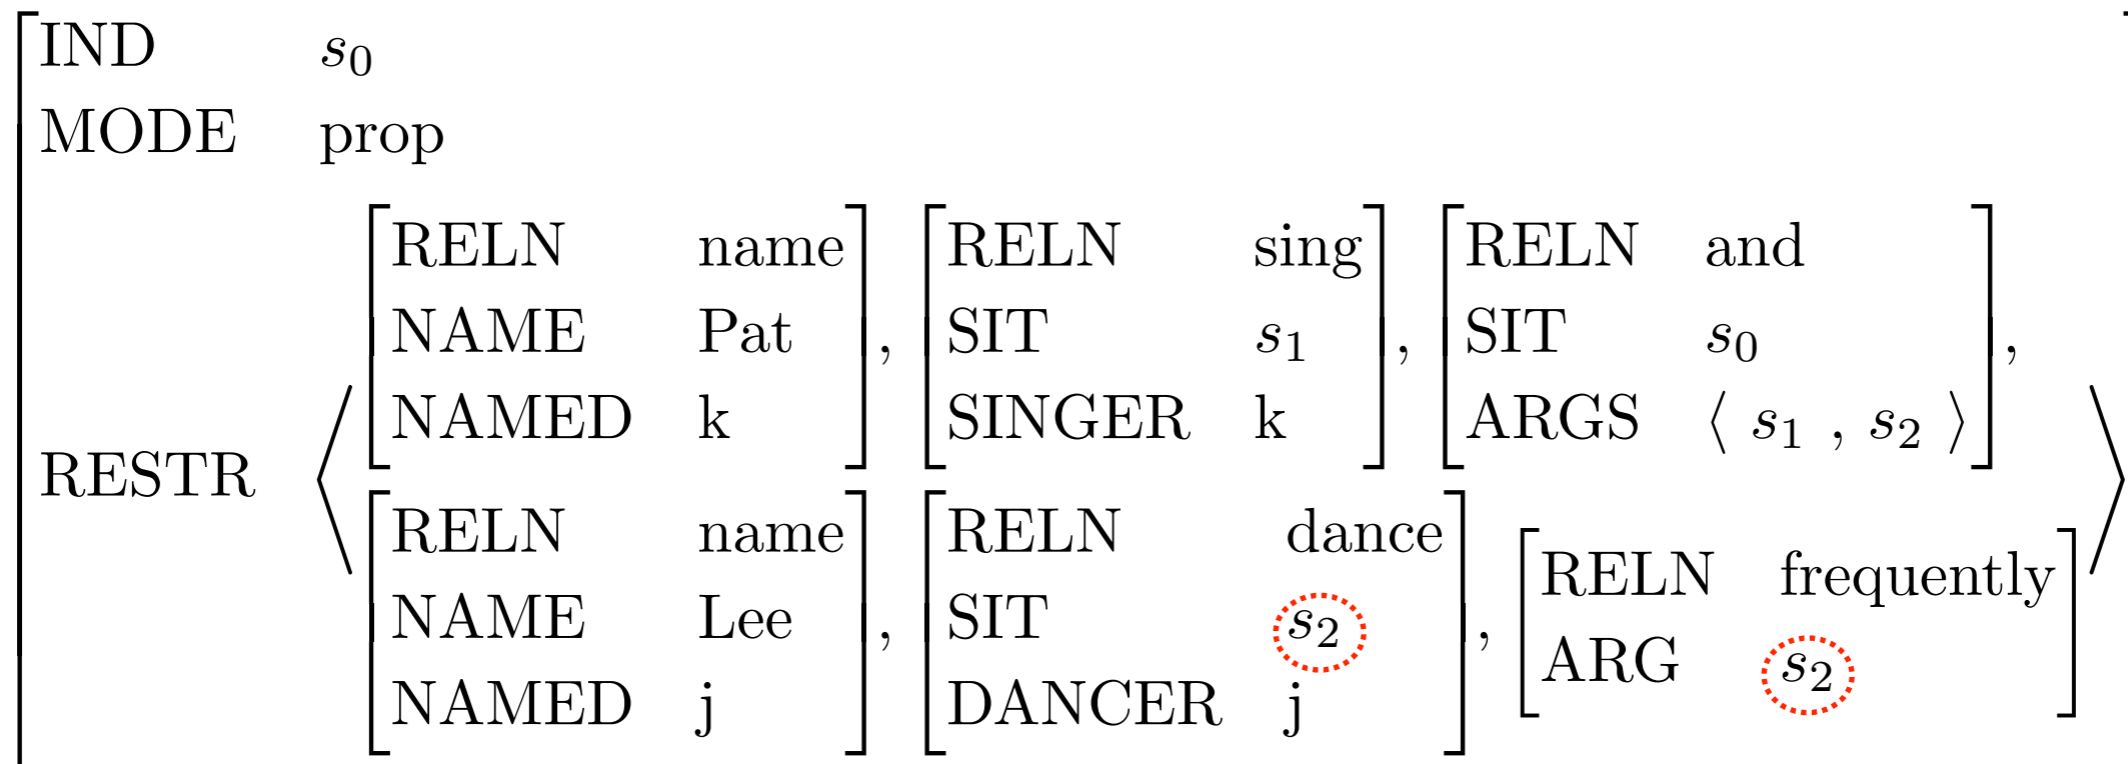 IND s₀
MODE prop
RESTR ⟨ [RELN name], [RELN sing], [RELN and],
[NAME Pat], [SIT s₁], [SIT s₀],
[NAMED k], [SINGER k], [ARGS ⟨ s₁ , s₂ ⟩],
[RELN name], [RELN dance], [RELN frequently]
[NAME Lee], [SIT s₂], [ARG s₂]
[NAMED j], [DANCER j] ⟩